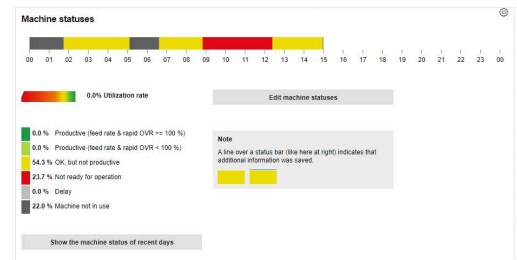 Machine statuses
00 01 02 03 04 05 06 07 08 09 10 11 12 13 14 15 16 17 18 19 20 21 22 23 00
0.0% Utilization rate
Edit machine statuses
0.0 % Productive (feed rate & rapid OVR >= 100 %)
0.0 % Productive (feed rate & rapid OVR < 100 %)
54.3 % OK, but not productive
23.7 % Not ready for operation
0.0 % Delay
22.0 % Machine not in use
Note
A line over a status bar (like here at right) indicates that
additional information was saved.
Show the machine status of recent days